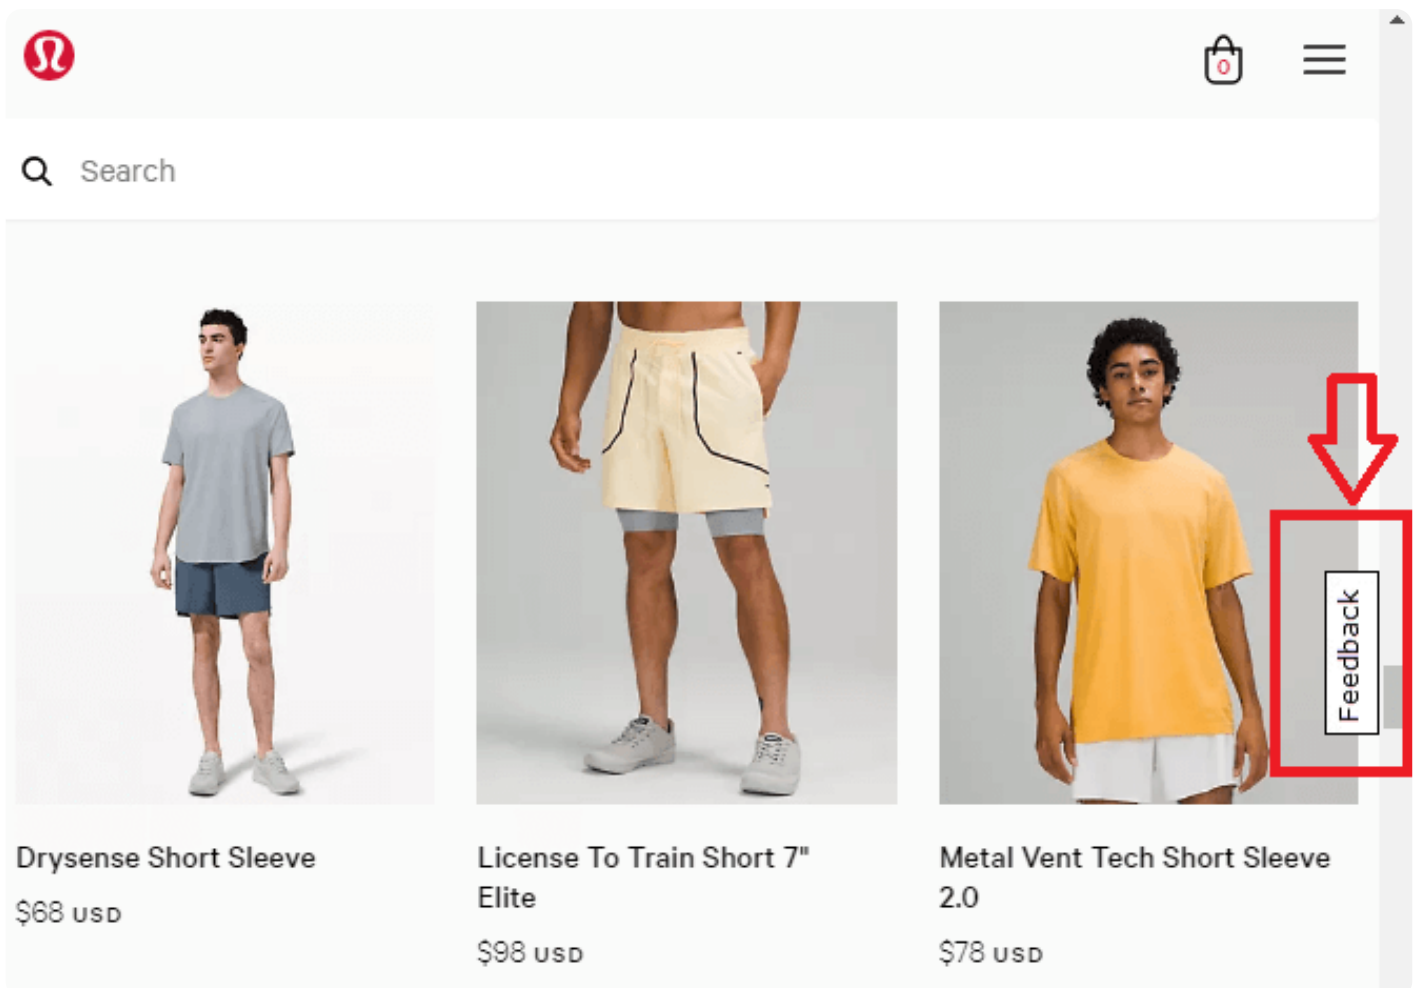 0
Search
Feedback
Drysense Short Sleeve
$68 USD
License To Train Short 7"
Elite
$98 USD
Metal Vent Tech Short Sleeve
2.0
$78 USD